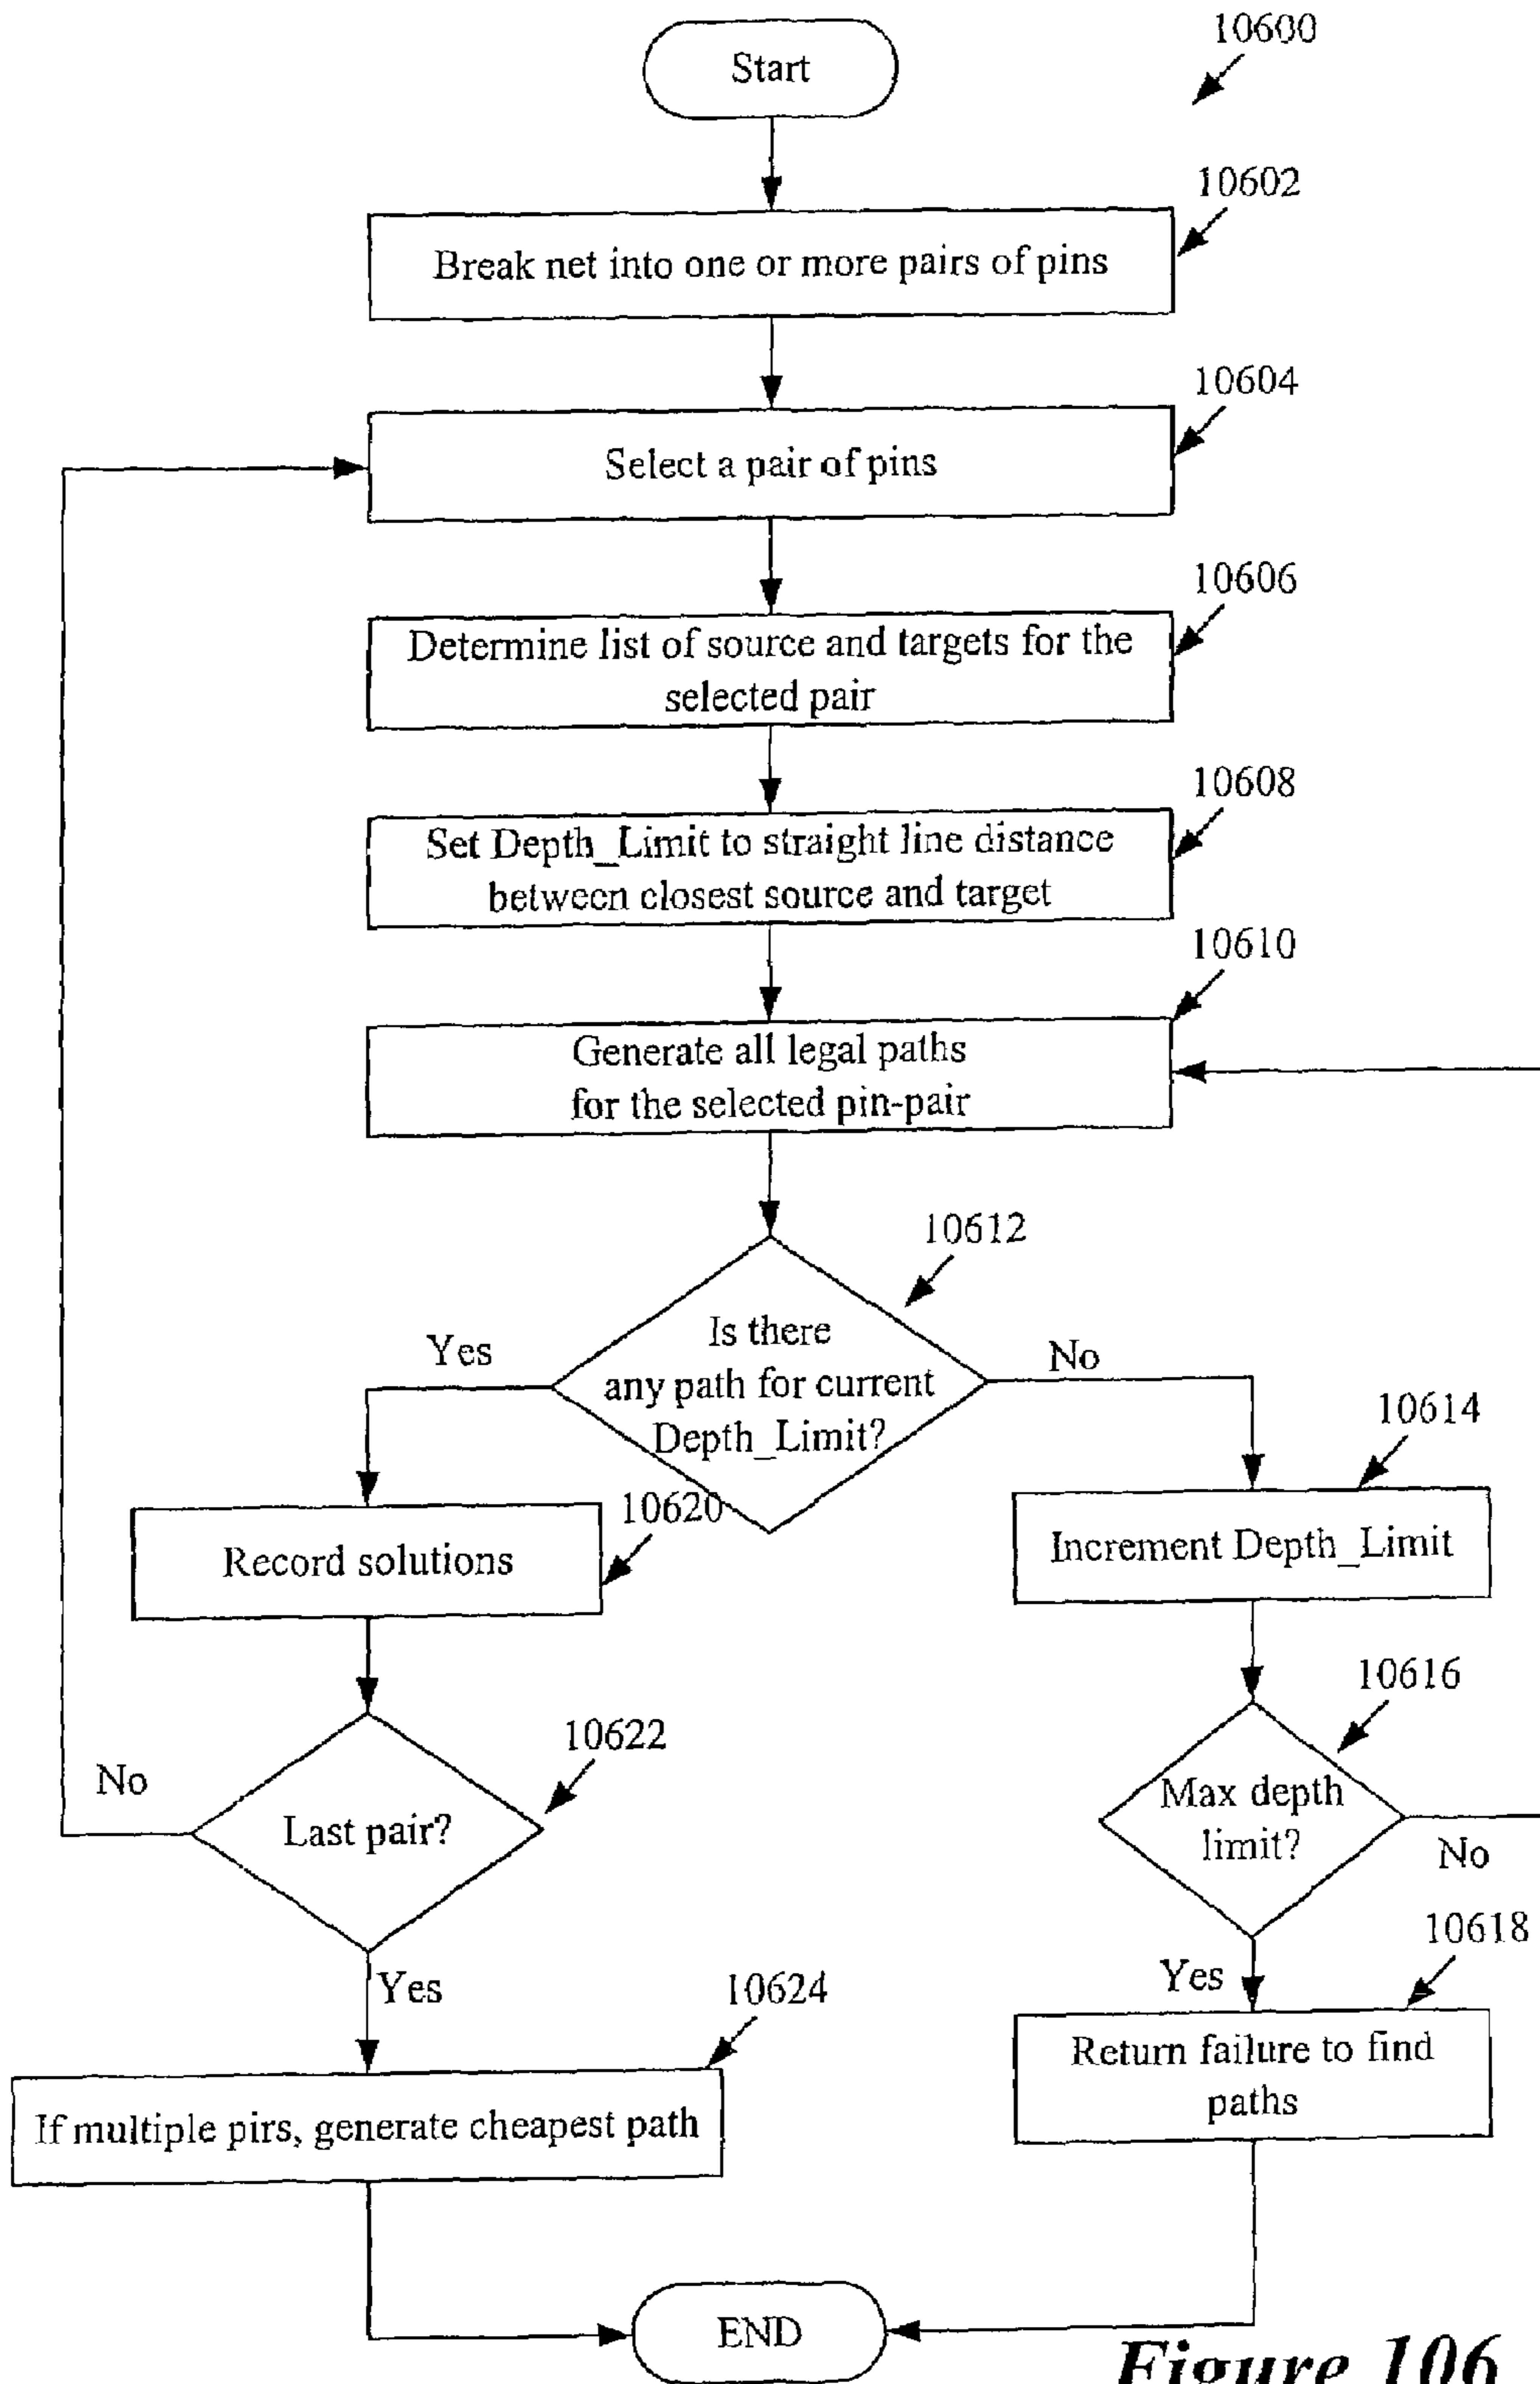 10600
Start
10602
Break net into one or more pairs of pins
10604
Select a pair of pins
10606
Determine list of source and targets for the
selected pair
10608
Set Depth_Limit to straight line distance
between closest source and target
10610
Generate all legal paths
for the selected pin-pair
10612
Is there
any path for current
Depth_Limit?
Yes
No
10614
10620
Record solutions
Increment Depth_Limit
10616
10622
No
Last pair?
Max depth
limit?
No
10618
Yes
Yes
10624
Return failure to find
paths
If multiple pirs, generate cheapest path
END
Figure 106